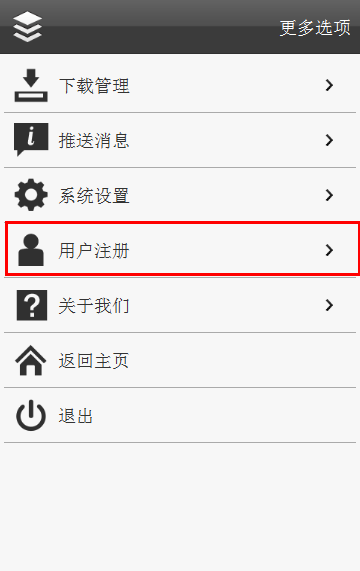 更多选项
下载管理
推送消息
系统设置
用户注册
关于我们
返回主页
退出